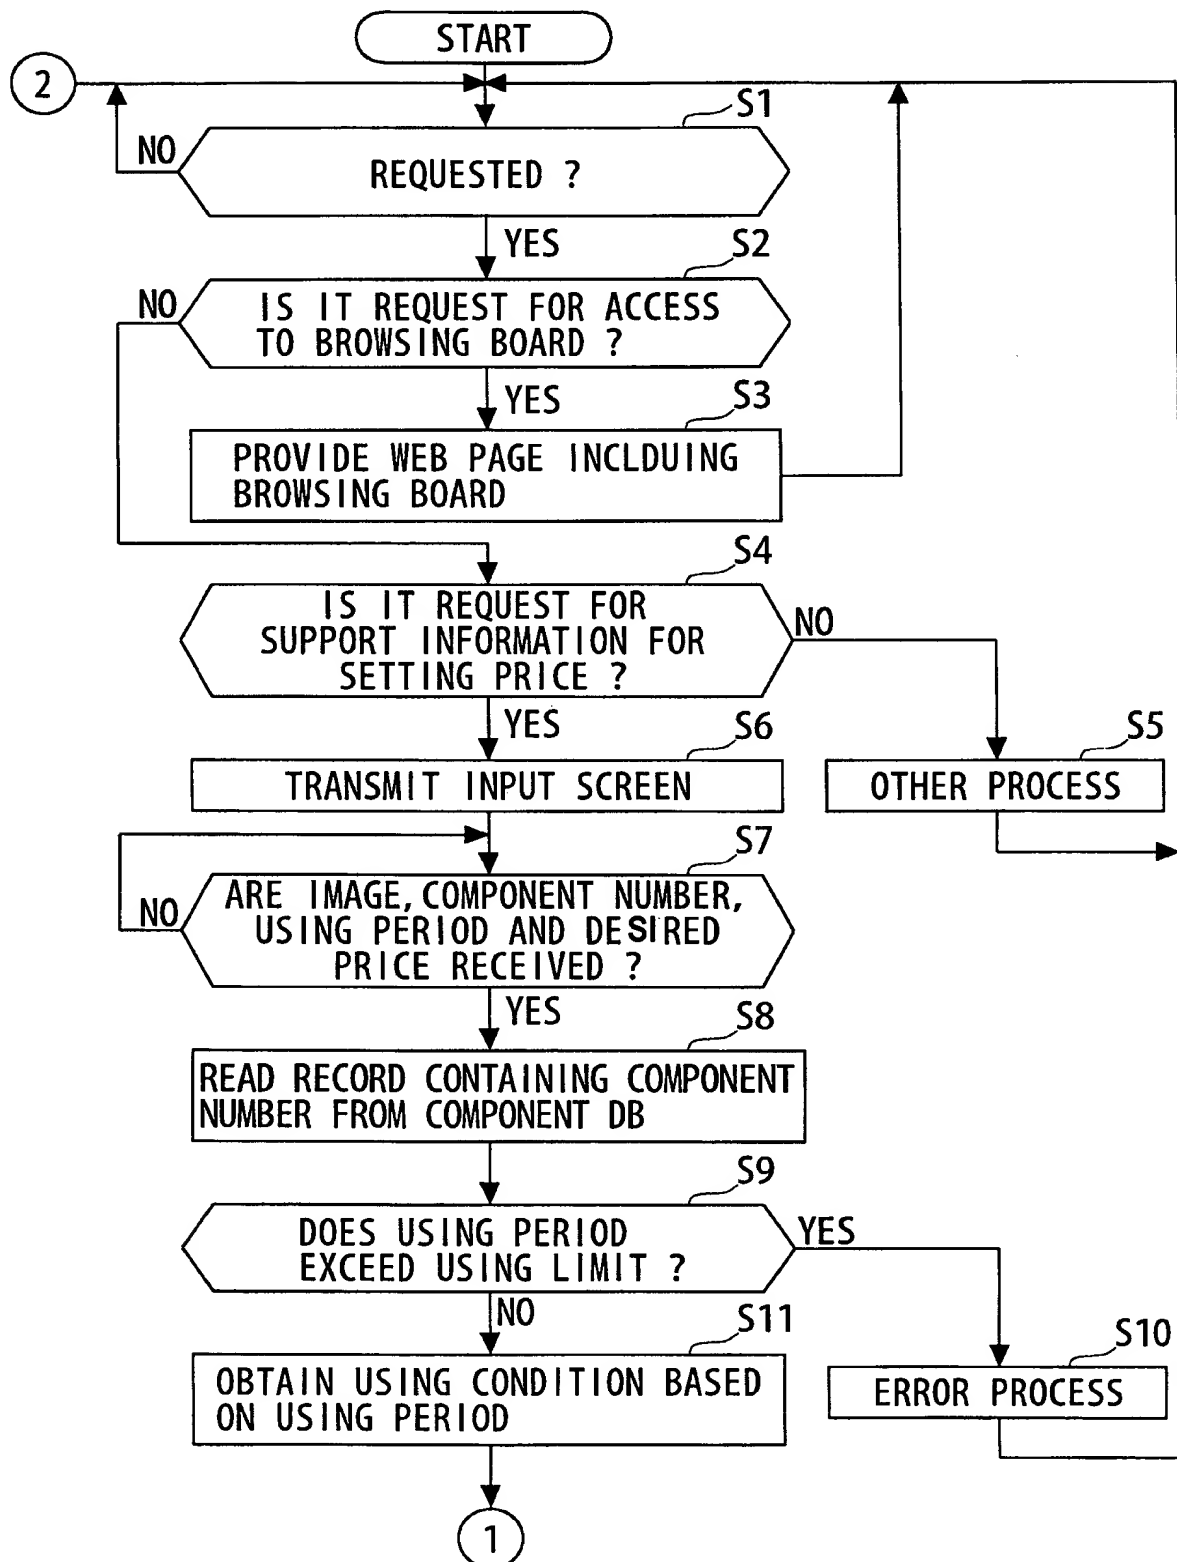 START
2
S1
NO
REQUESTED ?
YES
S2
NO
IS IT REQUEST FOR ACCESS
TO BROWSING BOARD ?
YES
S3
PROVIDE WEB PAGE INCLDUING
BROWSING BOARD
S4
IS IT REQUEST FOR
SUPPORT INFORMATION FOR
SETTING PRICE ?
NO
YES
S6
S5
TRANSMIT INPUT SCREEN
OTHER PROCESS
S7
NO
ARE IMAGE, COMPONENT NUMBER,
USING PERIOD AND DESIRED
PRICE RECEIVED ?
YES
S8
READ RECORD CONTAINING COMPONENT
NUMBER FROM COMPONENT DB
S9
DOES USING PERIOD
EXCEED USING LIMIT ?
YES
NO
S11
S10
OBTAIN USING CONDITION BASED
ON USING PERIOD
ERROR PROCESS
1